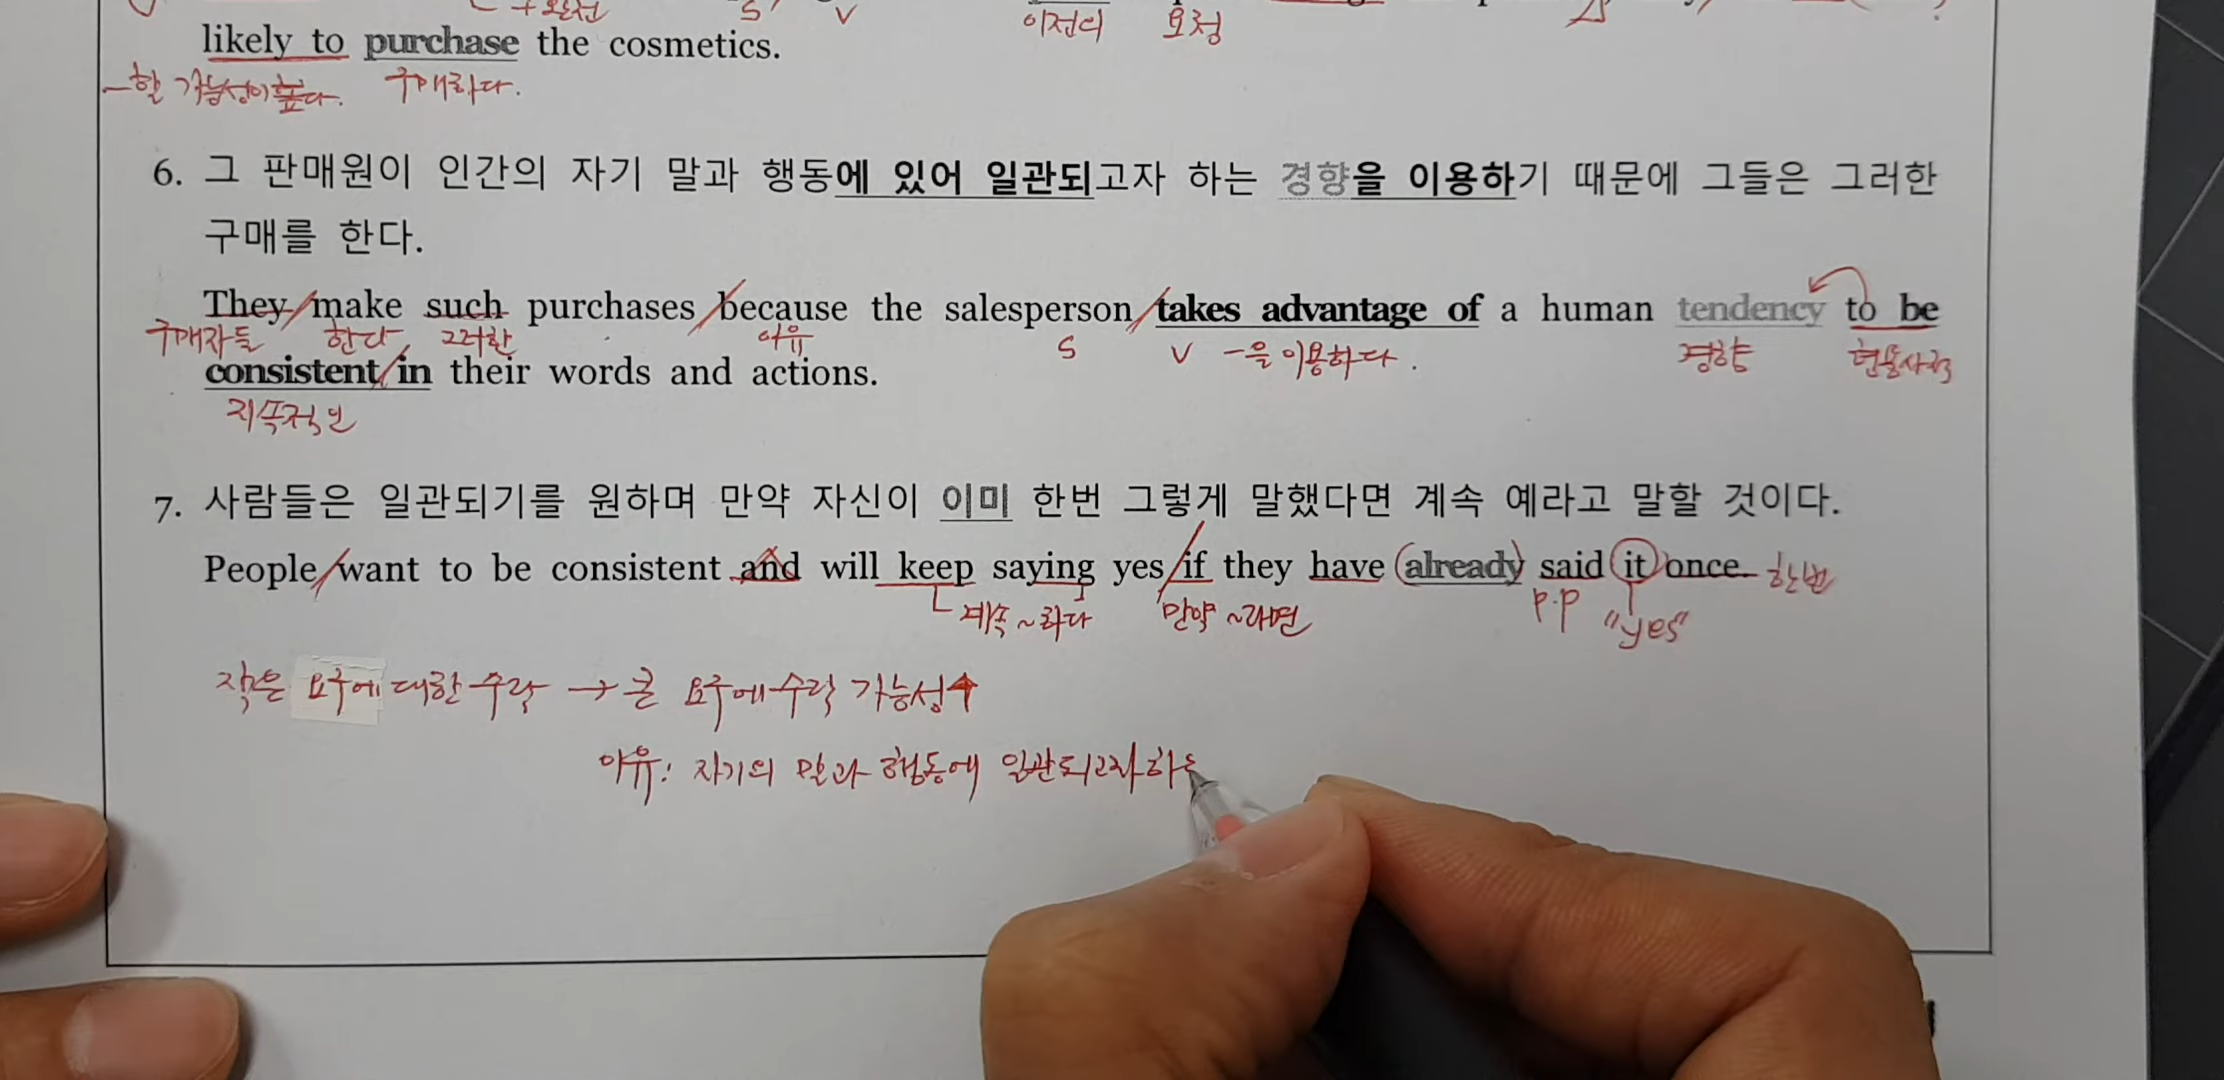 이전의 요청
likely to purchase the cosmetics.
~할 가능성이 높다. 구매하다.
6. 그 판매원이 인간의 자기 말과 행동에 있어 일관되고자 하는 경향을 이용하기 때문에 그들은 그러한
구매를 한다.
They make such purchases because the salesperson takes advantage of a human tendency to be
구매자들 한다 그러한 이유 S V ~을 이용하다. 경향 형용사적
consistent in their words and actions.
지속적인
7. 사람들은 일관되기를 원하며 만약 자신이 이미 한번 그렇게 말했다면 계속 예라고 말할 것이다.
People want to be consistent and will keep saying yes if they have already said it once. 한번
계속 ~하다 만약 ~라면 P.P "yes"
작은 요구에 대한 수락 → 큰 요구에 수락 가능성↑
이유: 자기의 말과 행동에 일관되고자 하